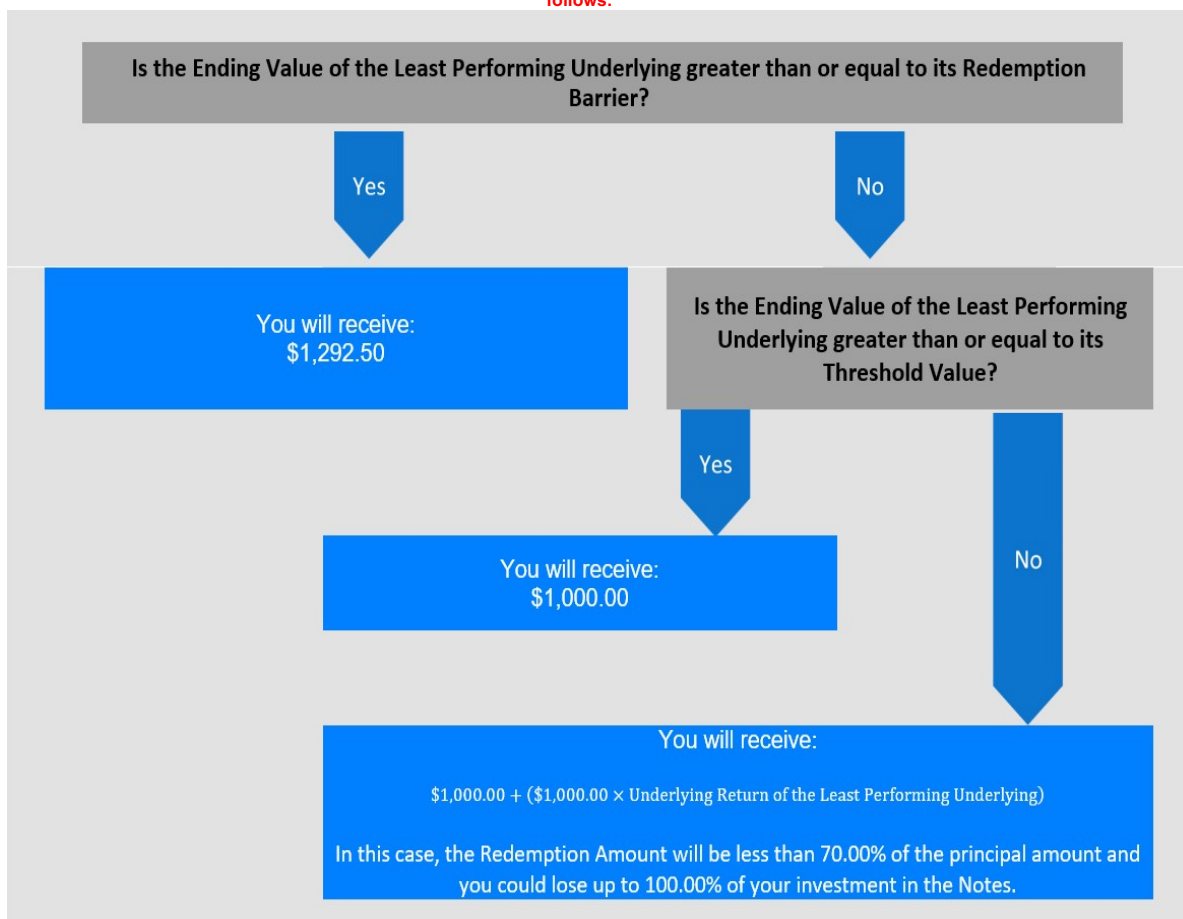 follows:
Is the Ending Value of the Least Performing Underlying greater than or equal to its Redemption
Barrier?
Yes
No
You will receive:
$1,292.50
Is the Ending Value of the Least Performing
Underlying greater than or equal to its
Threshold Value?
Yes
No
You will receive:
$1,000.00
You will receive:
$1,000.00 + ($1,000.00 × Underlying Return of the Least Performing Underlying)
In this case, the Redemption Amount will be less than 70.00% of the principal amount and
you could lose up to 100.00% of your investment in the Notes.